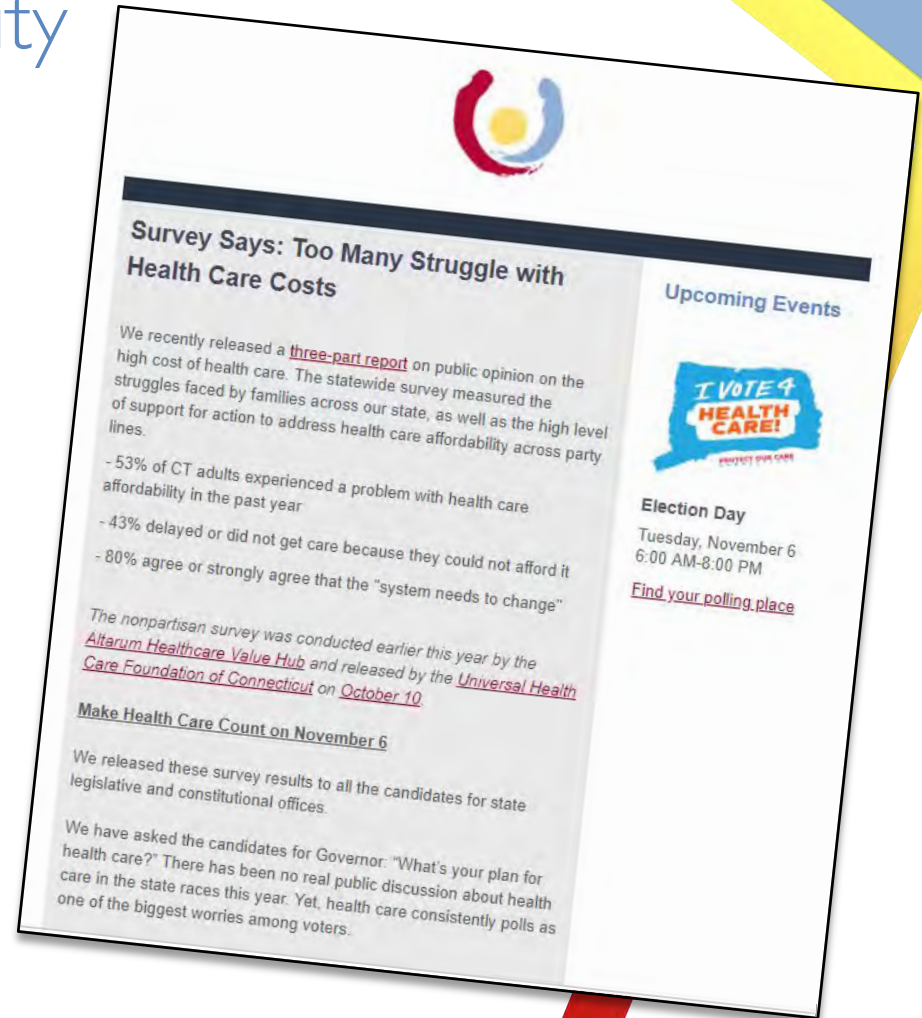 Survey Says: Too Many Struggle with
Health Care Costs
We recently released a three-part report on public opinion on the
high cost of health care. The statewide survey measured the
struggles faced by families across our state, as well as the high level
of support for action to address health care affordability across party
lines.
- 53% of CT adults experienced a problem with health care
affordability in the past year
- 43% delayed or did not get care because they could not afford it
- 80% agree or strongly agree that the "system needs to change"
The nonpartisan survey was conducted earlier this year by the
Altarum Healthcare Value Hub and released by the Universal Health
Care Foundation of Connecticut on October 10.
Make Health Care Count on November 6
We released these survey results to all the candidates for state
legislative and constitutional offices.
We have asked the candidates for Governor: "What's your plan for
health care?" There has been no real public discussion about health
care in the state races this year. Yet, health care consistently polls as
one of the biggest worries among voters.
Upcoming Events
I VOTE 4
HEALTH
CARE!
PROTECT OUR CARE
Election Day
Tuesday, November 6
6:00 AM-8:00 PM
Find your polling place